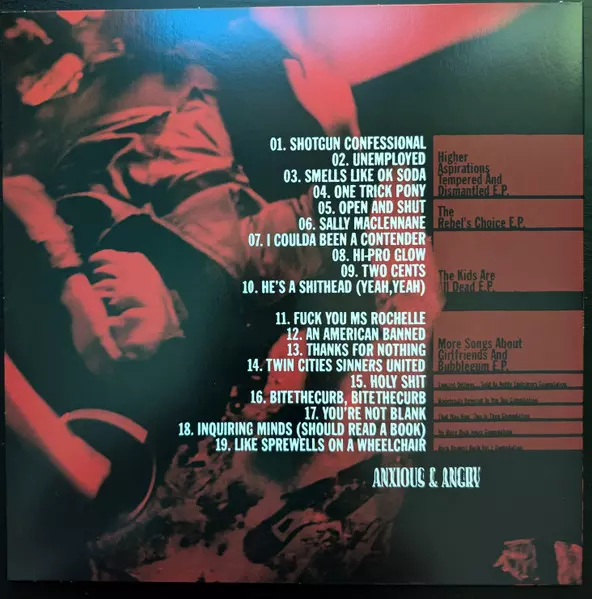 01. SHOTGUN CONFESSIONAL
02. UNEMPLOYED
03. SMELLS LIKE OK SODA
04. ONE TRICK PONY
05. OPEN AND SHUT
06. SALLY MACLENNANE
07. I COULDA BEEN A CONTENDER
08. HI-PRO GLOW
09. TWO CENTS
10. HE'S A SHITHEAD (YEAH,YEAH)
11. FUCK YOU MS ROCHELLE
12. AN AMERICAN BANNED
13. THANKS FOR NOTHING
14. TWIN CITIES SINNERS UNITED
15. HOLY SHIT
16. BITETHECURB, BITETHECURB
17. YOU'RE NOT BLANK
18. INQUIRING MINDS (SHOULD READ A BOOK)
19. LIKE SPREWELLS ON A WHEELCHAIR
Higher
Aspirations
Tempered And
Dismantled E.P.
The
Rebel's Choice E.P.
The Kids Are
All Dead E.P.
More Songs About
Girlfriends And
Bubblegum E.P.
ANXIOUS & ANGRY